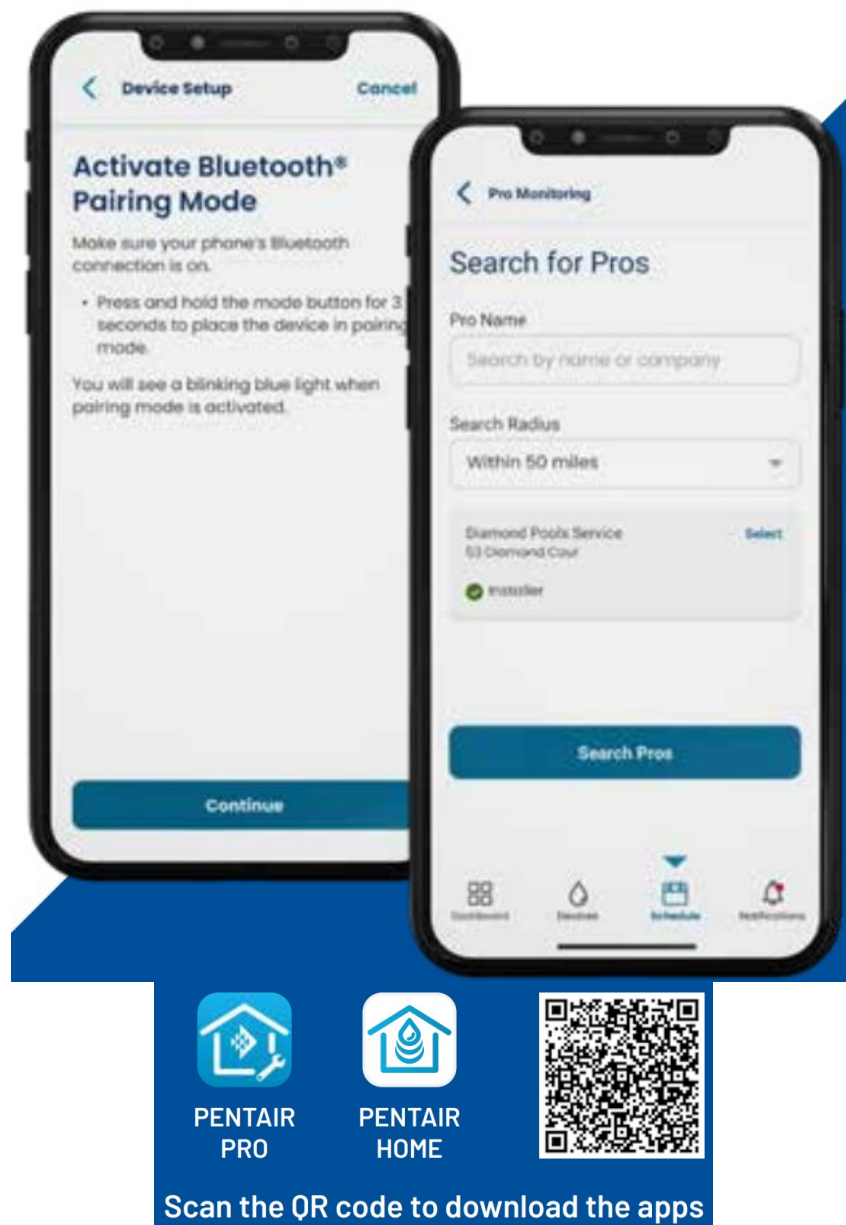 Device Setup
Cancel
Activate Bluetooth®
Pairing Mode
Make sure your phone's Bluetooth
connection is on.
• Press and hold the mode button for 3
seconds to place the device in pairing
mode.
You will see a blinking blue light when
pairing mode is activated.
Continue
Pro Monitoring
Search for Pros
Pro Name
Search by name or company
Search Radius
Within 50 miles
Diamond Pools Service
Select
53 Diamond Cour
Installer
Search Pros
Dashboard
Devices
Schedule
Notifications
PENTAIR
PRO
PENTAIR
HOME
Scan the QR code to download the apps